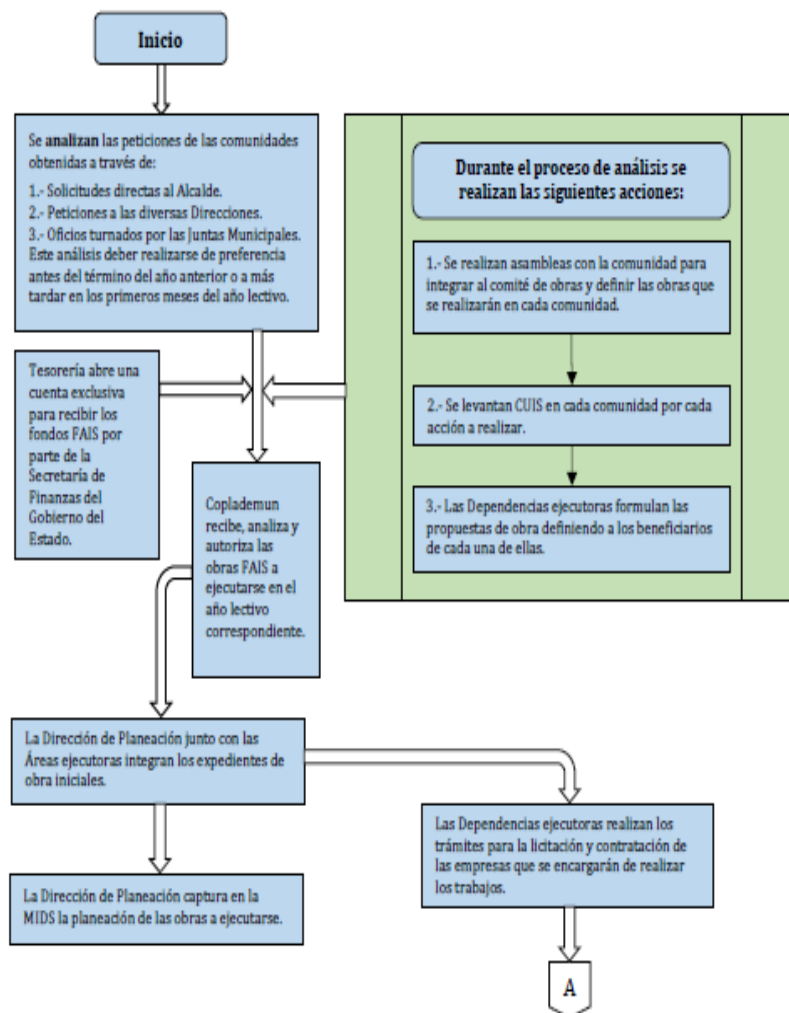 Inicio
Se analizan las peticiones de las comunidades
obtenidas a través de:
1.- Solicitudes directas al Alcalde.
2.- Peticiones a las diversas Direcciones.
3.- Oficios turnados por las Juntas Municipales.
Este análisis deber realizarse de preferencia
antes del término del año anterior o a más
tardar en los primeros meses del año lectivo.
Durante el proceso de análisis se
realizan las siguientes acciones:
1.- Se realizan asambleas con la comunidad para
integrar al comité de obras y definir las obras que
se realizarán en cada comunidad.
2.- Se levantan CUIS en cada comunidad por cada
acción a realizar.
3.- Las Dependencias ejecutoras formulan las
propuestas de obra definiendo a los beneficiarios
de cada una de ellas.
Tesorería abre una
cuenta exclusiva
para recibir los
fondos FAIS por
parte de la
Secretaría de
Finanzas del
Gobierno del
Estado.
Coplademun
recibe, analiza y
autoriza las
obras FAIS a
ejecutarse en el
año lectivo
correspondiente.
La Dirección de Planeación junto con las
Áreas ejecutoras integran los expedientes de
obra iniciales.
La Dirección de Planeación captura en la
MIDS la planeación de las obras a ejecutarse.
Las Dependencias ejecutoras realizan los
trámites para la licitación y contratación de
las empresas que se encargarán de realizar
los trabajos.
A